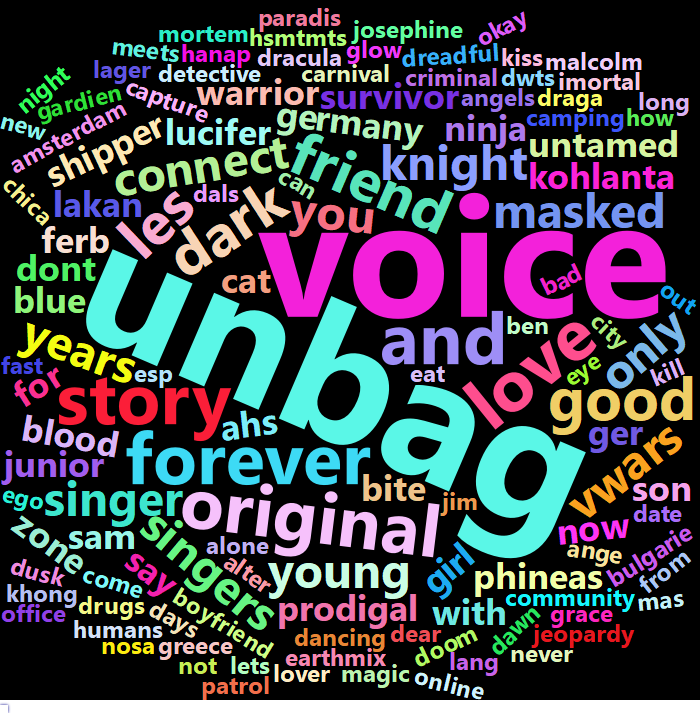 paradis
mortem hsmtmts josephine okay
meets hanap dracula glow dreadful kiss malcolm
night lager detective carnival criminal dwts imortal
gardien capture warrior survivor angels draga long
new amsterdam shipper lucifer germany ninja camping how
connect friend knight untamed
chica lakan dals les can kohlanta
dark you voice masked
ferb
dont cat bad
blue unbag and ben city out
years love only
fast esp eat eye kill
for story good
blood ahs ger
junior forever vwars
ego singer original bite jim son
zone sam singers now date
alone girl ange bulgarie
dusk come say alter young phineas from
khong community mas
office drugs days boyfriend prodigal with grace
humans dancing dear doom dawn jeopardy
nosa greece earthmix lang never
not lets lover magic online
patrol